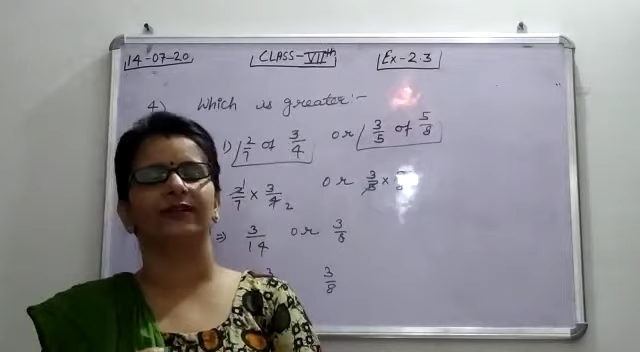 14-07-20 CLASS-VIIth Ex-2.3
4) Which is greater:-
i) 2/7 of 3/4 or 3/5 of 5/8
2/7 × 3/4 1 2 or 3/5 ×
⇒ 3/14 or 3/8
3 3/8